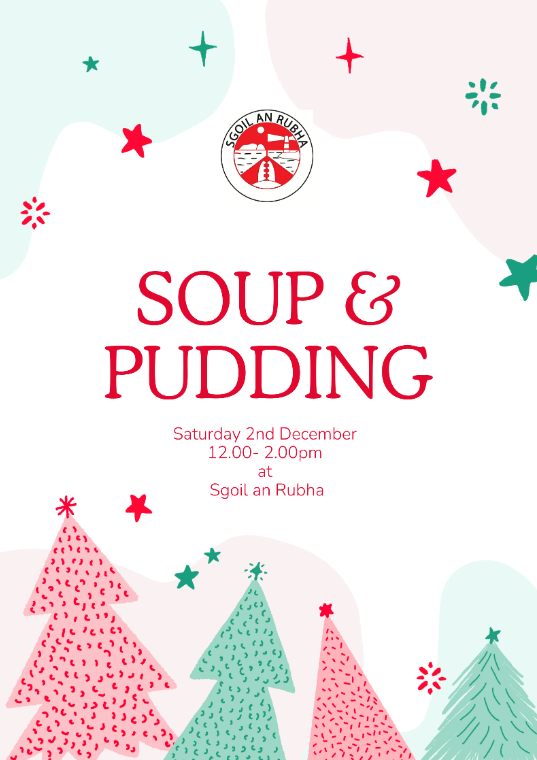 SGOIL AN RUBHA
SOUP &
PUDDING
Saturday 2nd December
12.00- 2.00pm
at
Sgoil an Rubha